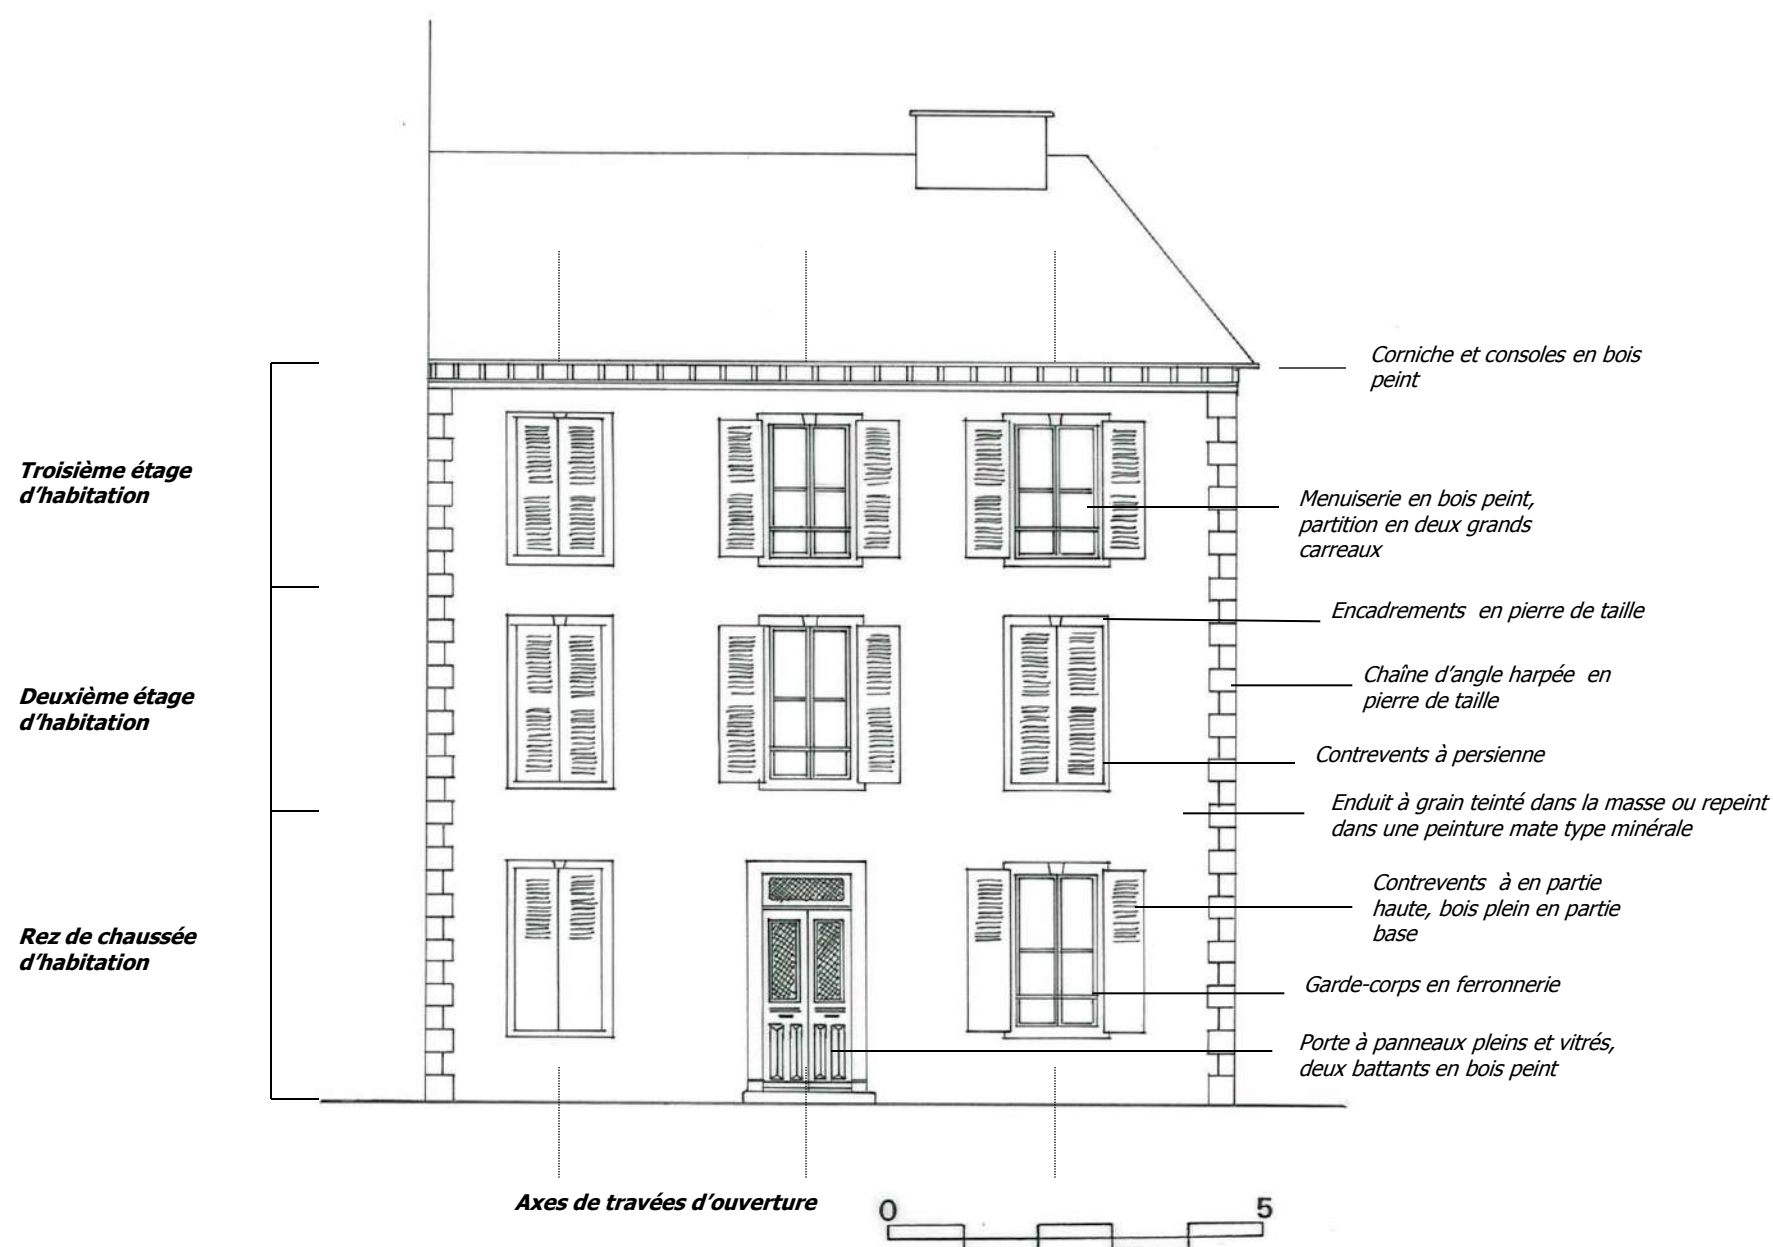 Corniche et consoles en bois
peint
Troisième étage
d'habitation
Menuiserie en bois peint,
partition en deux grands
carreaux
Encadrements en pierre de taille
Chaîne d'angle harpée en
pierre de taille
Deuxième étage
d'habitation
Contrevents à persienne
Enduit à grain teinté dans la masse ou repeint
dans une peinture mate type minérale
Contrevents à en partie
haute, bois plein en partie
base
Rez de chaussée
d'habitation
Garde-corps en ferronnerie
Porte à panneaux pleins et vitrés,
deux battants en bois peint
Axes de travées d'ouverture
0 5